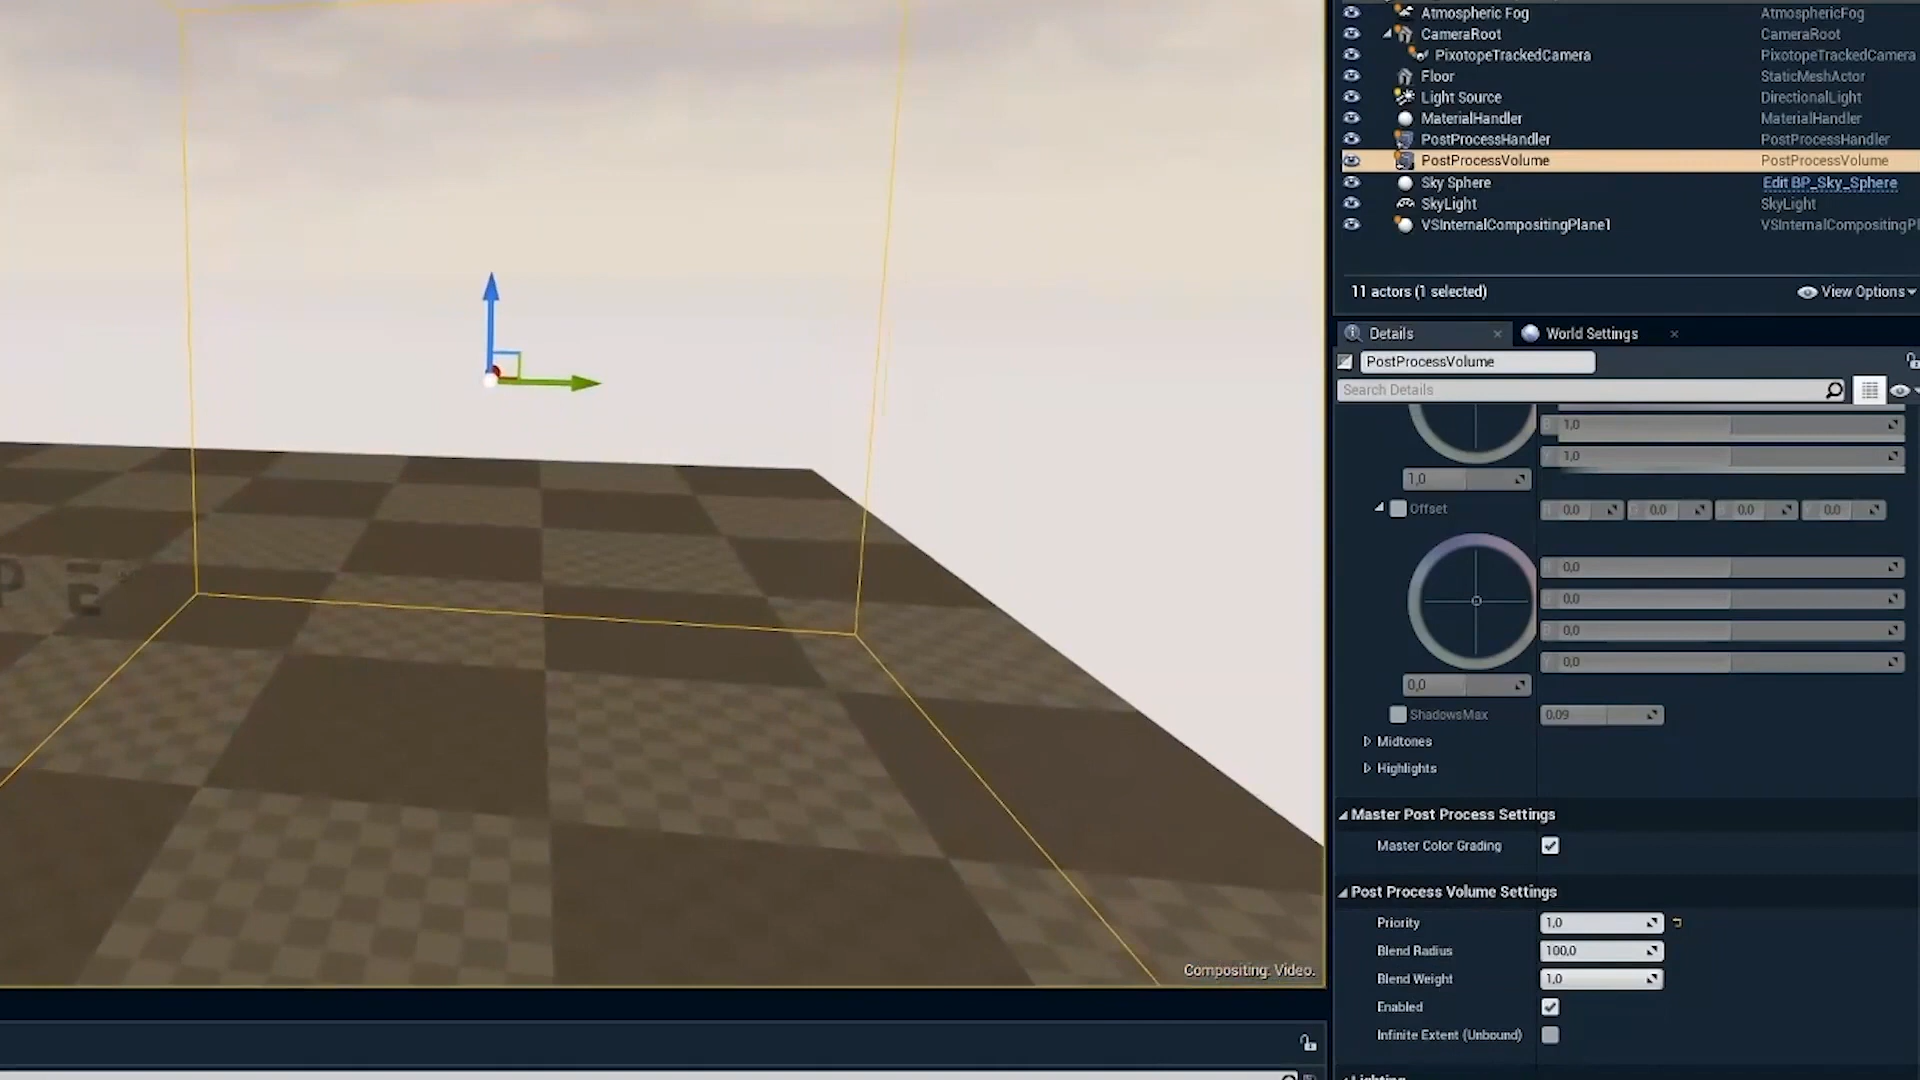 Atmospheric Fog AtmosphericFog
CameraRoot CameraRoot
PixotopeTrackedCamera PixotopeTrackedCamera
Floor StaticMeshActor
Light Source DirectionalLight
MaterialHandler MaterialHandler
PostProcessHandler PostProcessHandler
PostProcessVolume PostProcessVolume
Sky Sphere Edit BP_Sky_Sphere
SkyLight SkyLight
VSInternalCompositingPlane1 VSInternalCompositingPl
11 actors (1 selected) View Options
Details World Settings
PostProcessVolume
Search Details
B 1,0
Y 1,0
1,0
Offset 0,0 0,0 0,0 0,0
0,0
0,0
0,0
Y 0,0
0,0
ShadowsMax 0,09
Midtones
Highlights
Master Post Process Settings
Master Color Grading
Post Process Volume Settings
Priority 1,0
Blend Radius 100,0
Blend Weight 1,0
Enabled
Infinite Extent (Unbound)
Lighting
P E
Compositing: Video.